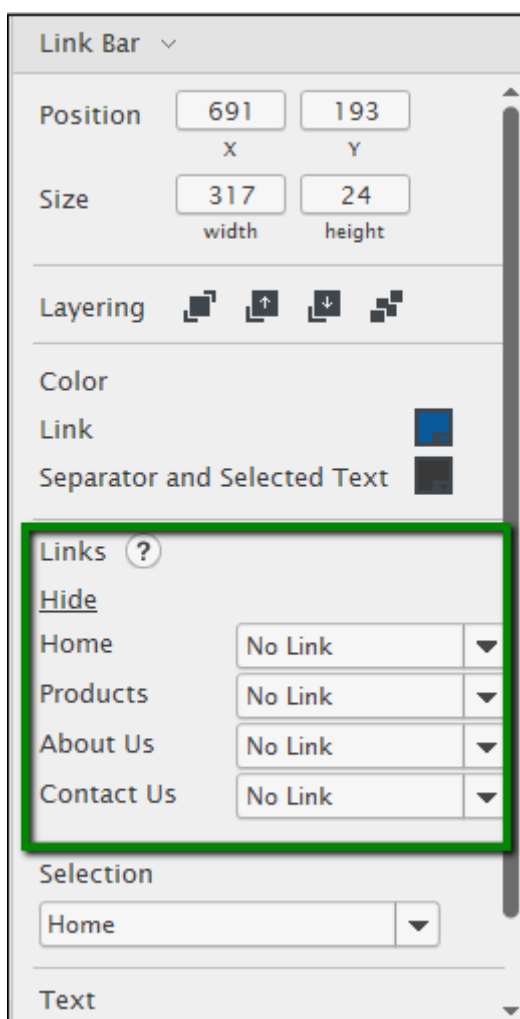 Link Bar
Position 691 193
X Y
Size 317 24
width height
Layering
Color
Link
Separator and Selected Text
Links ?
Hide
Home No Link
Products No Link
About Us No Link
Contact Us No Link
Selection
Home
Text